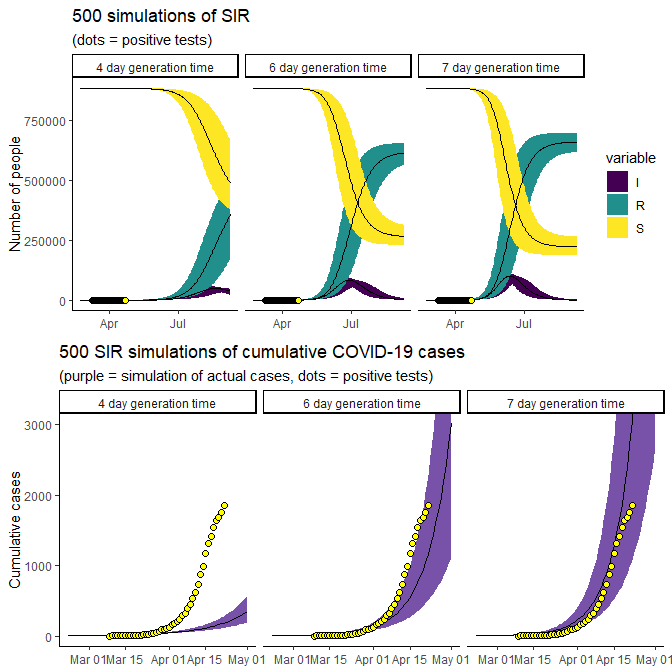 500 simulations of SIR
(dots = positive tests)
4 day generation time
6 day generation time
7 day generation time
Number of people
750000
500000
250000
0
Apr
Jul
Apr
Jul
Apr
Jul
variable
I
R
S
500 SIR simulations of cumulative COVID-19 cases
(purple = simulation of actual cases, dots = positive tests)
4 day generation time
6 day generation time
7 day generation time
Cumulative cases
3000
2000
1000
0
Mar 01
Mar 15
Apr 01
Apr 15
May 01
Mar 01
Mar 15
Apr 01
Apr 15
May 01
Mar 01
Mar 15
Apr 01
Apr 15
May 01